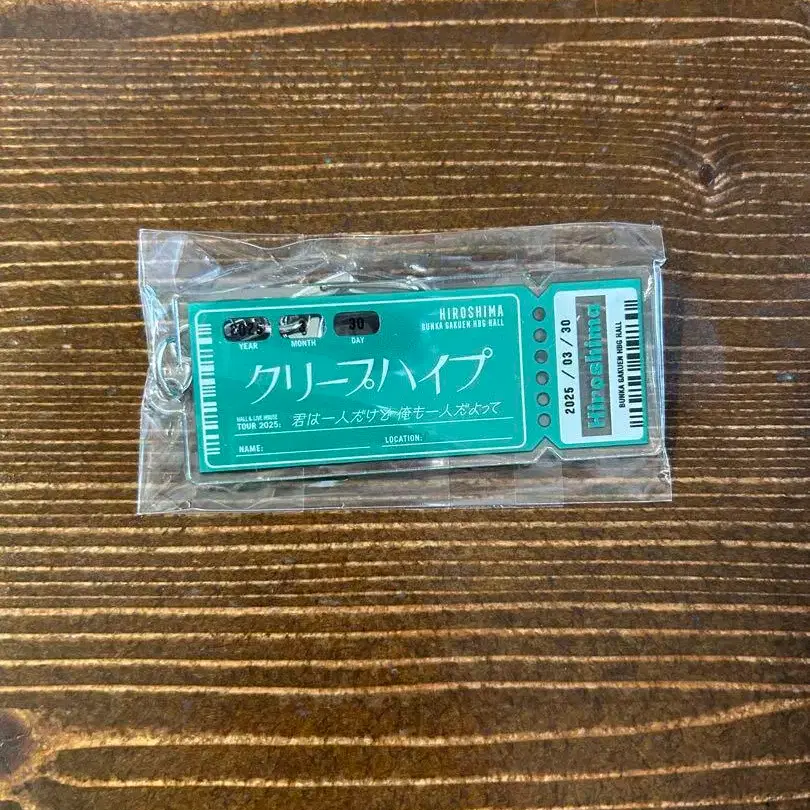 2025
30
YEAR
MONTH
DAY
HIROSHIMA
BUNKA GAKUEN HBG HALL
クリープハイプ
HALL & LIVE HOUSE
TOUR 2025:
君は一人だけど 俺も一人だよって
NAME:
LOCATION:
2025 / 03 / 30
Hiroshima
BUNKA GAKUEN HBG HALL